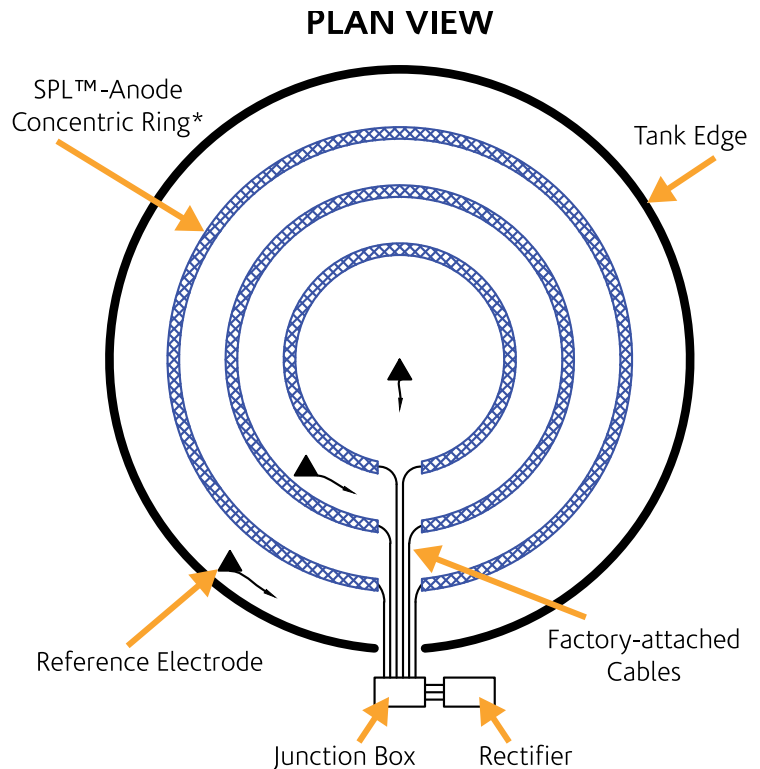 PLAN VIEW
SPL™-Anode
Concentric Ring*
Tank Edge
Reference Electrode
Factory-attached
Cables
Junction Box
Rectifier